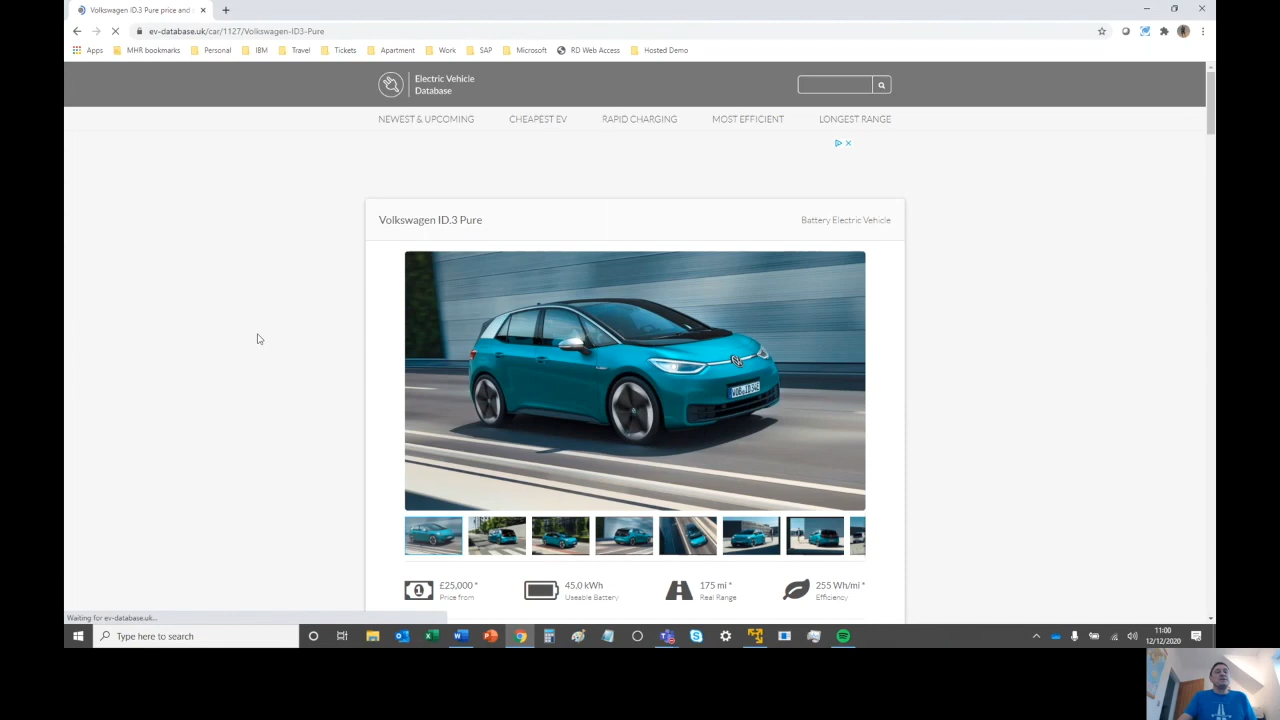 Volkswagen ID.3 Pure price and s
ev-database.uk/car/1127/Volkswagen-ID3-Pure
Apps MHR bookmarks Personal IBM Travel Tickets Apartment Work SAP Microsoft RD Web Access Hosted Demo
Electric Vehicle
Database
NEWEST & UPCOMING CHEAPEST EV RAPID CHARGING MOST EFFICIENT LONGEST RANGE
Volkswagen ID.3 Pure Battery Electric Vehicle
£25,000 * 45.0 kWh 175 mi * 255 Wh/mi *
Price from Useable Battery Real Range Efficiency
Waiting for ev-database.uk...
Type here to search
11:00
12/12/2020